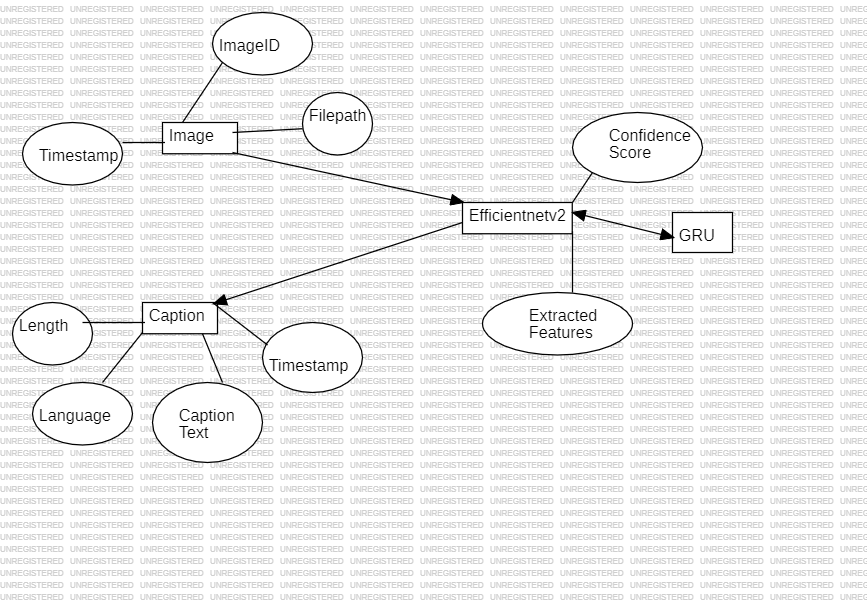 ImageID
Filepath
Image
Timestamp
Confidence
Score
Efficientnetv2
GRU
Extracted
Features
Caption
Length
Timestamp
Language
Caption
Text
UNREGISTERED